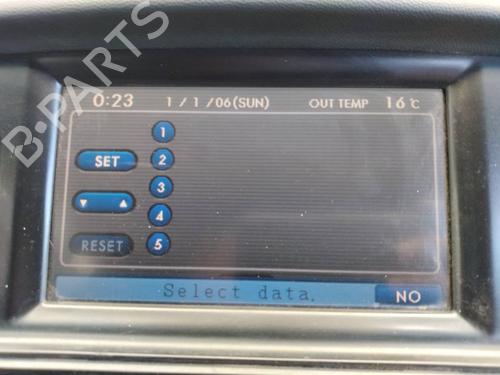 B-PARTS
0:23 1 / 1 / 06(SUN) OUT TEMP 16℃
1
SET 2
3
▼ ▲ 4
RESET 5
Select data. NO